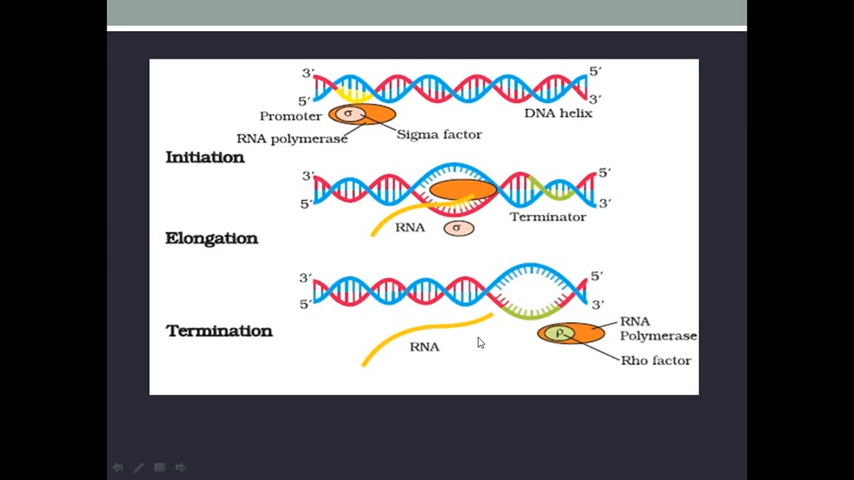 3′ 5′
5′ 3′
Promoter σ DNA helix
RNA polymerase Sigma factor
Initiation
3′ 5′
5′ 3′
RNA σ Terminator
Elongation
3′ 5′
5′ 3′
Termination
RNA
ρ RNA
Polymerase
Rho factor